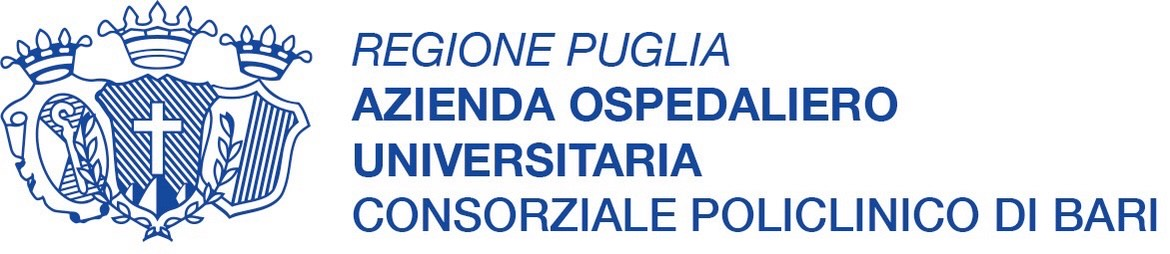 REGIONE PUGLIA
AZIENDA OSPEDALIERO
UNIVERSITARIA
CONSORZIALE POLICLINICO DI BARI